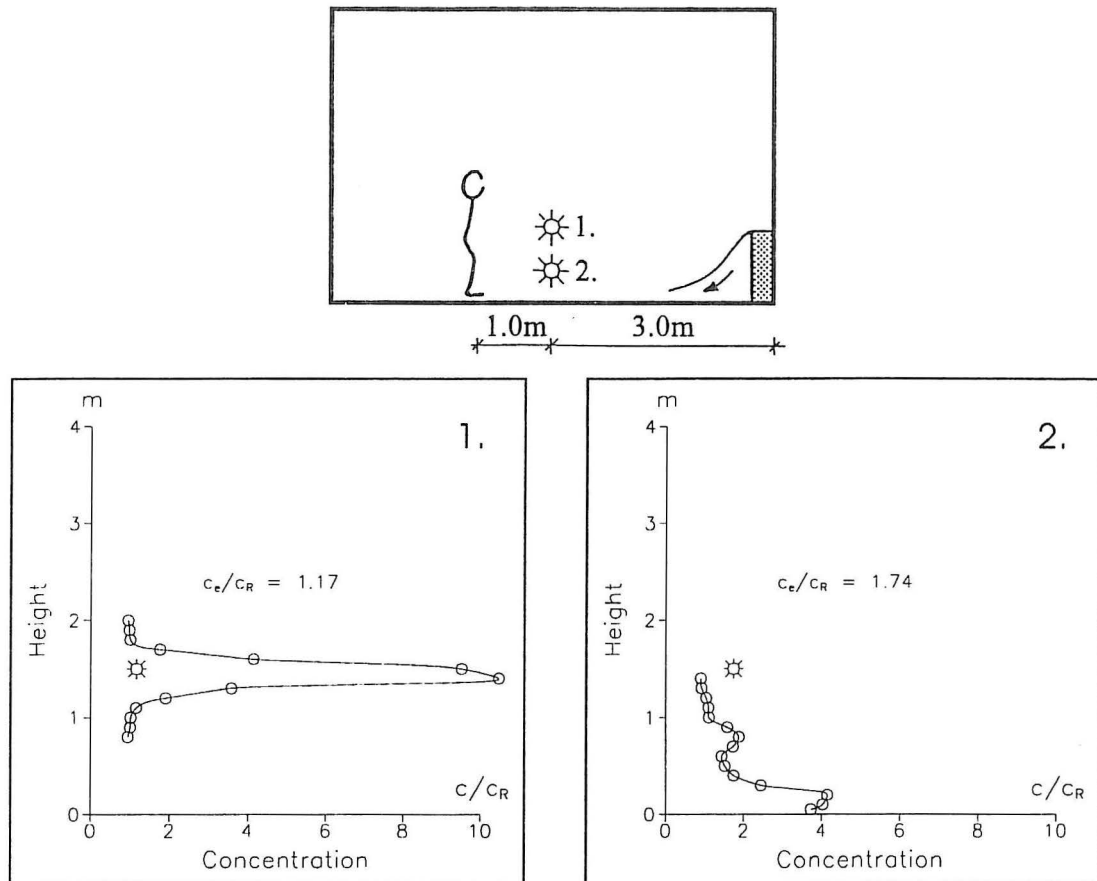 1.
2.
1.0m 3.0m
m
1.
4
3
2
1
0
Height
cₑ/c_R = 1.17
c/c_R
0 2 4 6 8 10
Concentration
m
2.
4
3
2
1
0
Height
cₑ/c_R = 1.74
c/c_R
0 2 4 6 8 10
Concentration